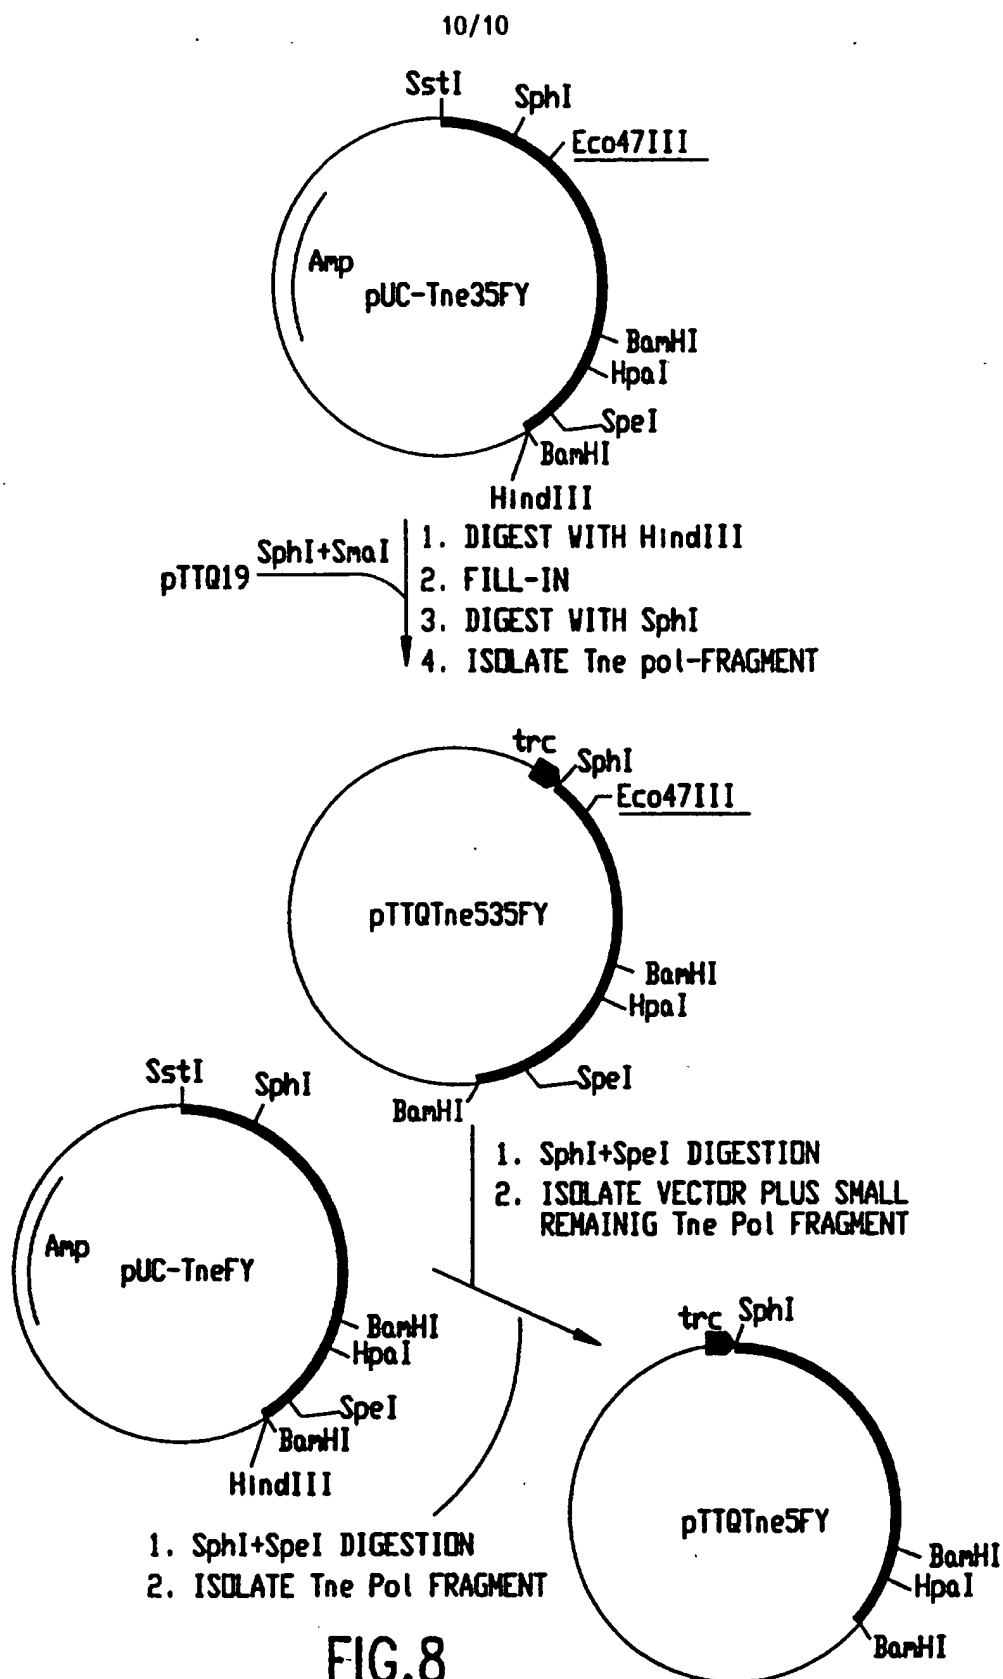 10/10
SstI
SphI
Eco47III
Amp
pUC-Tne35FY
BamHI
HpaI
SpeI
BamHI
HindIII
pTTQ19
SphI+SmaI
1. DIGEST WITH HindIII
2. FILL-IN
3. DIGEST WITH SphI
4. ISOLATE Tne pol-FRAGMENT
trc
SphI
Eco47III
pTTQTne535FY
BamHI
HpaI
SpeI
BamHI
1. SphI+SpeI DIGESTION
2. ISOLATE VECTOR PLUS SMALL
REMAINIG Tne Pol FRAGMENT
SstI
SphI
Amp
pUC-TneFY
BamHI
HpaI
SpeI
BamHI
HindIII
1. SphI+SpeI DIGESTION
2. ISOLATE Tne Pol FRAGMENT
trc
SphI
pTTQTne5FY
BamHI
HpaI
BamHI
FIG.8